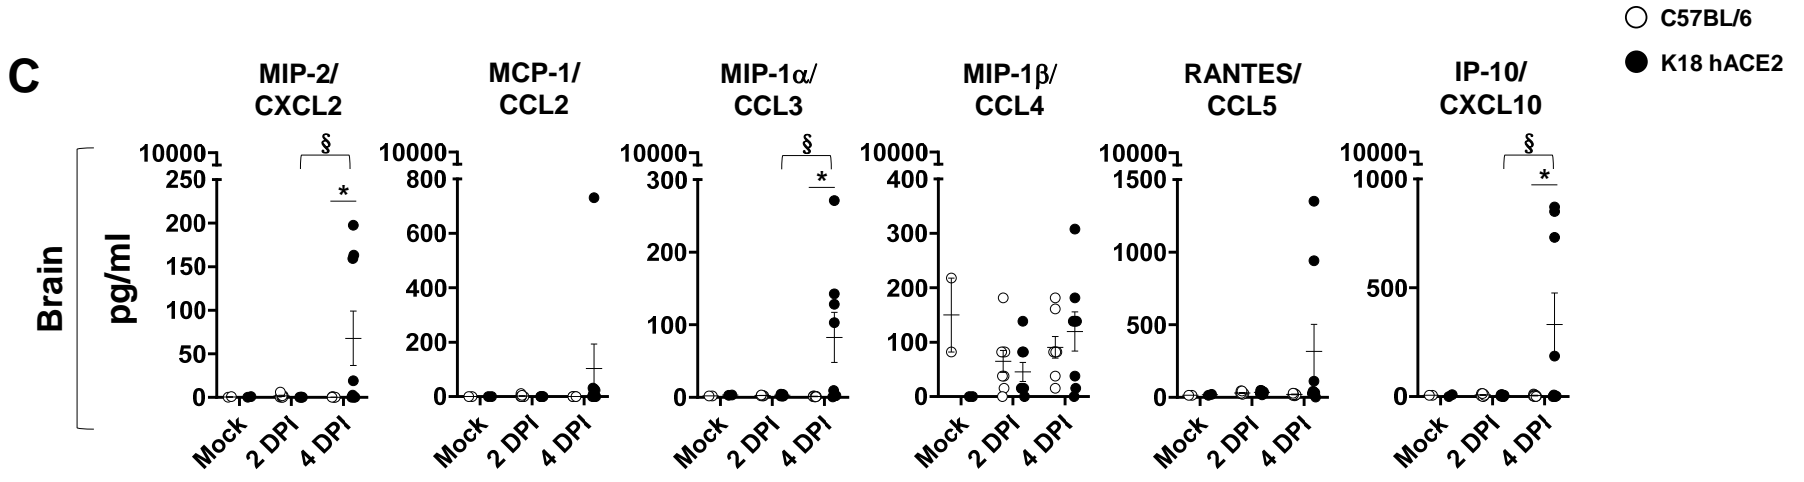 C57BL/6
K18 hACE2
C
MIP-2/
CXCL2
MCP-1/
CCL2
MIP-1α/
CCL3
MIP-1β/
CCL4
RANTES/
CCL5
IP-10/
CXCL10
Brain
pg/ml
10000
250
200
150
100
50
0
§
*
Mock
2 DPI
4 DPI
10000
800
600
400
200
0
Mock
2 DPI
4 DPI
10000
300
200
100
0
§
*
Mock
2 DPI
4 DPI
10000
400
300
200
100
0
Mock
2 DPI
4 DPI
10000
1500
1000
500
0
Mock
2 DPI
4 DPI
10000
1000
500
0
§
*
Mock
2 DPI
4 DPI